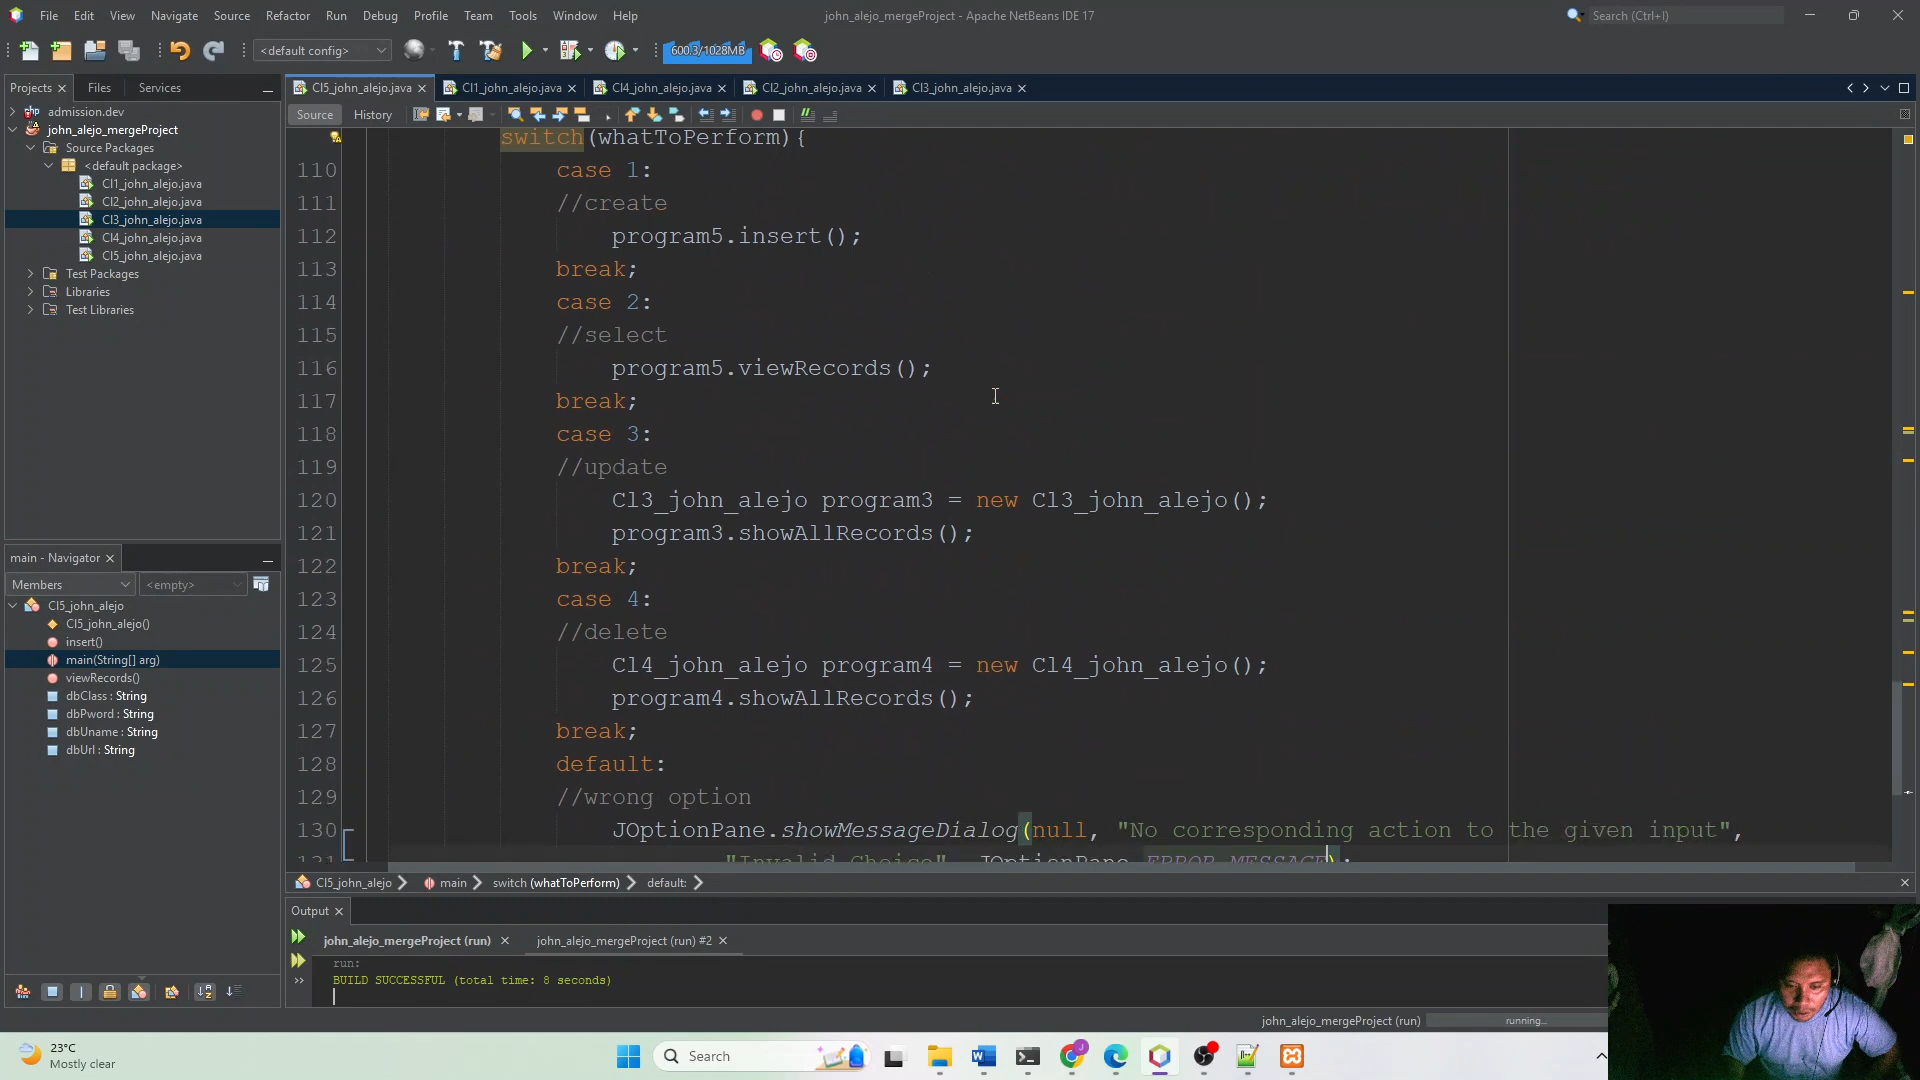 File Edit View Navigate Source Refactor Run Debug Profile Team Tools Window Help
john_alejo_mergeProject - Apache NetBeans IDE 17
Search (Ctrl+I)
<default config>
600.3/1028MB
Projects
Files
Services
Cl5_john_alejo.java
Cl1_john_alejo.java
Cl4_john_alejo.java
Cl2_john_alejo.java
Cl3_john_alejo.java
Source
History
admission.dev
john_alejo_mergeProject
Source Packages
<default package>
Cl1_john_alejo.java
Cl2_john_alejo.java
Cl3_john_alejo.java
Cl4_john_alejo.java
Cl5_john_alejo.java
Test Packages
Libraries
Test Libraries
switch(whatToPerform){
110 case 1:
111 //create
112 program5.insert();
113 break;
114 case 2:
115 //select
116 program5.viewRecords();
117 break;
118 case 3:
119 //update
120 Cl3_john_alejo program3 = new Cl3_john_alejo();
121 program3.showAllRecords();
122 break;
123 case 4:
124 //delete
125 Cl4_john_alejo program4 = new Cl4_john_alejo();
126 program4.showAllRecords();
127 break;
128 default:
129 //wrong option
130 JOptionPane.showMessageDialog(null, "No corresponding action to the given input",
131 "Invalid Choice", JOptionPane.ERROR_MESSAGE);
main - Navigator
Members
<empty>
Cl5_john_alejo
Cl5_john_alejo()
insert()
main(String[] arg)
viewRecords()
dbClass : String
dbPword : String
dbUname : String
dbUrl : String
Cl5_john_alejo
main
switch (whatToPerform)
default:
Output
john_alejo_mergeProject (run)
john_alejo_mergeProject (run) #2
run:
BUILD SUCCESSFUL (total time: 8 seconds)
john_alejo_mergeProject (run)
running...
23°C
Mostly clear
Search